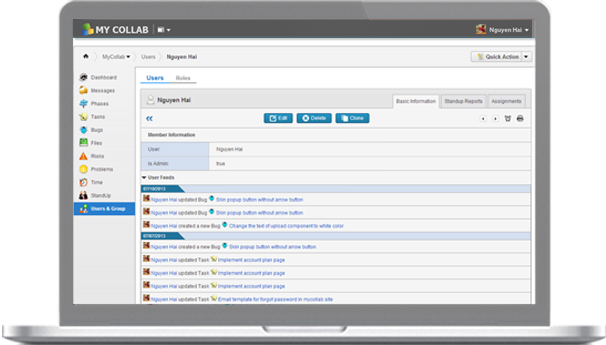 MY COLLAB
Nguyen Hai
MyCollab
Users
Nguyen Hai
Quick Action
Dashboard
Messages
Phases
Tasks
Bugs
Files
Risks
Problems
Time
StandUp
Users & Group
Users
Roles
Nguyen Hai
Basic Information
Standup Reports
Assignments
Edit
Delete
Clone
Member Information
User
Nguyen Hai
Is Admin
true
User Feeds
Nguyen Hai updated Bug Skin popup button without arrow button
Nguyen Hai updated Bug Skin popup button without arrow button
Nguyen Hai created a new Bug Change the text of upload component to white color
Nguyen Hai created a new Bug Skin popup button without arrow button
Nguyen Hai updated Task Implement account plan page
Nguyen Hai updated Task Implement account plan page
Nguyen Hai updated Task Implement account plan page
Nguyen Hai updated Task Email template for forgot password in mycollab site